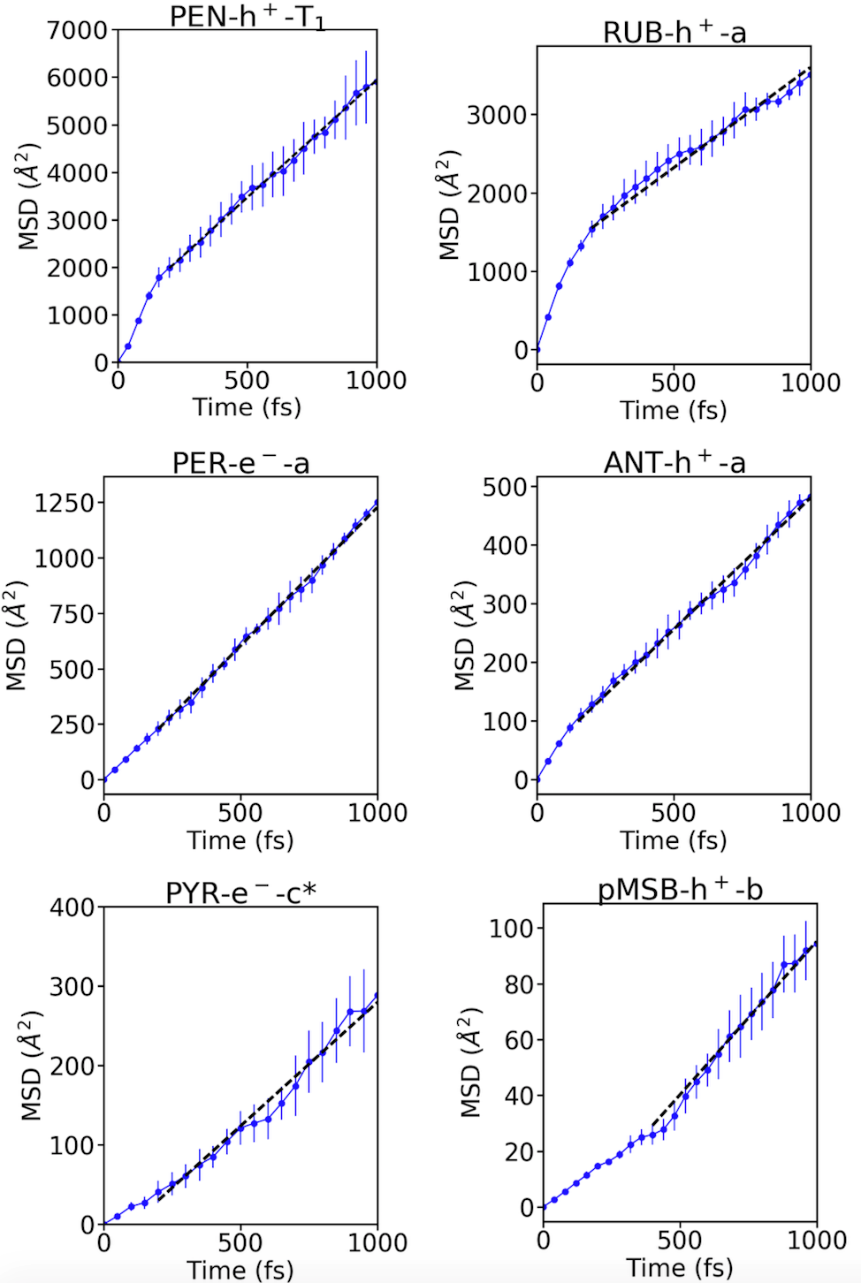 PEN-h⁺-T₁
7000
6000
5000
4000
3000
2000
1000
0
MSD (Å²)
0 500 1000
Time (fs)
RUB-h⁺-a
3000
2000
1000
0
MSD (Å²)
0 500 1000
Time (fs)
PER-e⁻-a
1250
1000
750
500
250
0
MSD (Å²)
0 500 1000
Time (fs)
ANT-h⁺-a
500
400
300
200
100
0
MSD (Å²)
0 500 1000
Time (fs)
PYR-e⁻-c*
400
300
200
100
0
MSD (Å²)
0 500 1000
Time (fs)
pMSB-h⁺-b
100
80
60
40
20
0
MSD (Å²)
0 500 1000
Time (fs)